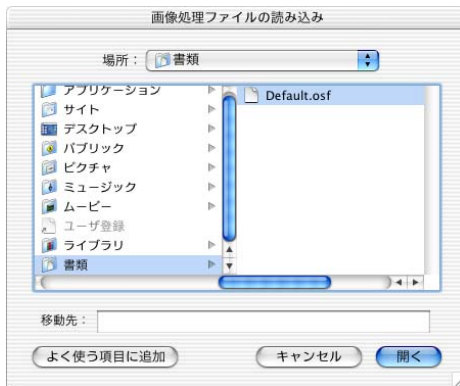 画像処理ファイルの読み込み
場所： 書類
アプリケーション
サイト
デスクトップ
パブリック
ピクチャ
ミュージック
ムービー
ユーザ登録
ライブラリ
書類
Default.osf
移動先：
よく使う項目に追加
キャンセル
開く